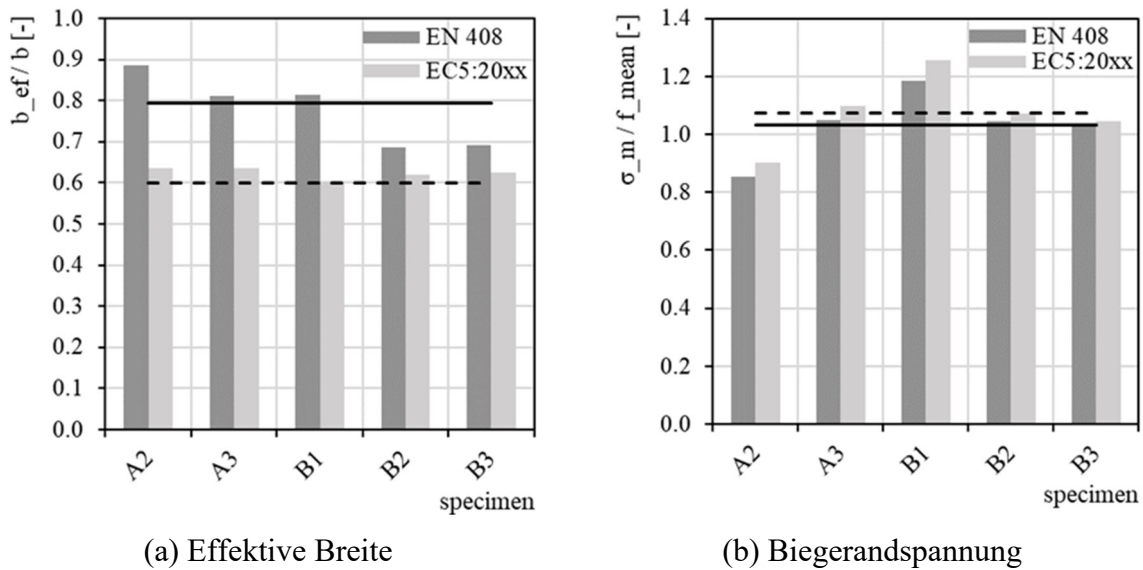 b_ef / b [-]
1.0
0.9
0.8
0.7
0.6
0.5
0.4
0.3
0.2
0.1
0.0
EN 408
EC5:20xx
A2
A3
B1
B2
B3
specimen
(a) Effektive Breite
σ_m / f_mean [-]
1.4
1.2
1.0
0.8
0.6
0.4
0.2
0.0
EN 408
EC5:20xx
A2
A3
B1
B2
B3
specimen
(b) Biegerandspannung